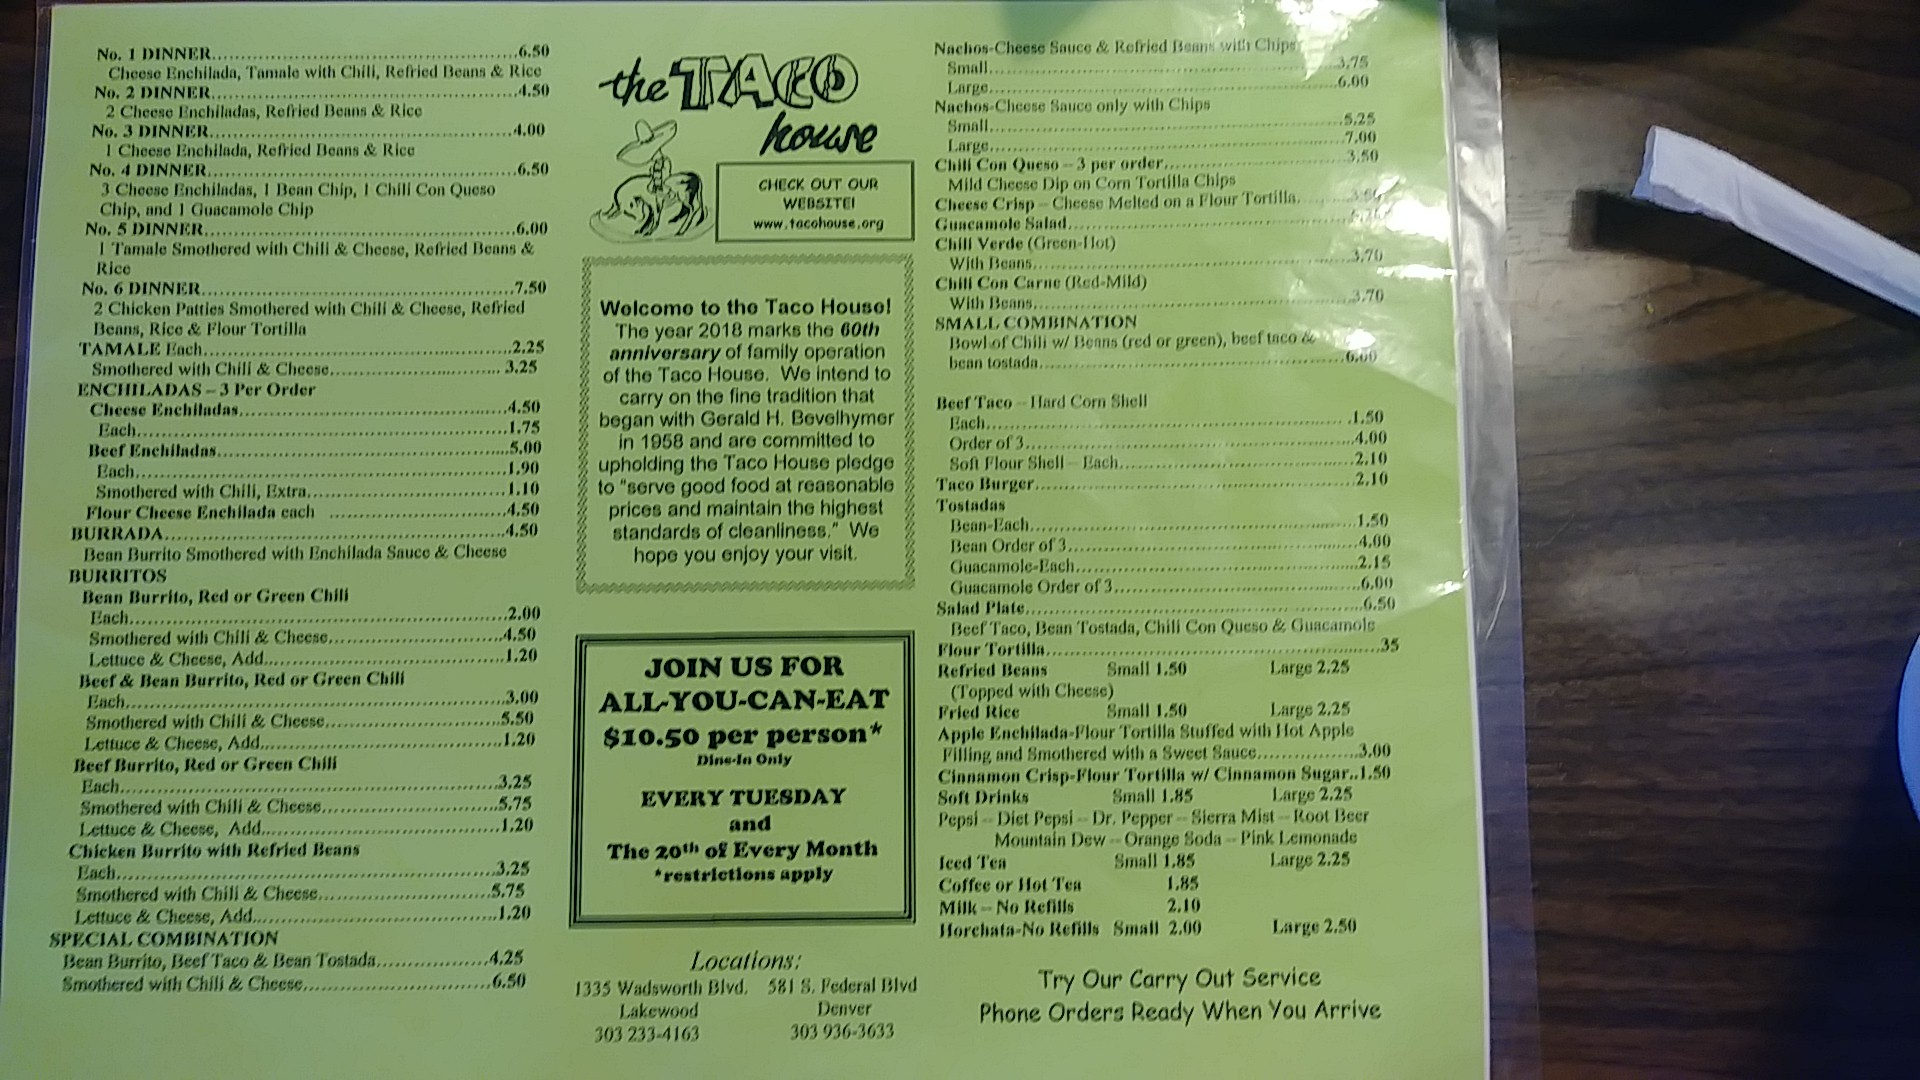 No. 1 DINNER.....6.50
Cheese Enchilada, Tamale with Chili, Refried Beans & Rice
No. 2 DINNER.....4.50
2 Cheese Enchiladas, Refried Beans & Rice
No. 3 DINNER.....4.00
1 Cheese Enchilada, Refried Beans & Rice
No. 4 DINNER.....6.50
3 Cheese Enchiladas, 1 Bean Chip, 1 Chili Con Queso
Chip, and 1 Guacamole Chip
No. 5 DINNER.....6.00
1 Tamale Smothered with Chili & Cheese, Refried Beans &
Rice
No. 6 DINNER.....7.50
2 Chicken Patties Smothered with Chili & Cheese, Refried
Beans, Rice & Flour Tortilla
TAMALE Each.....2.25
Smothered with Chili & Cheese..... 3.25
ENCHILADAS – 3 Per Order
Cheese Enchiladas.....4.50
Each.....1.75
Beef Enchiladas.....5.00
Each.....1.90
Smothered with Chili, Extra.....1.10
Flour Cheese Enchilada each .....4.50
BURRADA.....4.50
Bean Burrito Smothered with Enchilada Sauce & Cheese
BURRITOS
Bean Burrito, Red or Green Chili
Each.....2.00
Smothered with Chili & Cheese.....4.50
Lettuce & Cheese, Add.....1.20
Beef & Bean Burrito, Red or Green Chili
Each.....3.00
Smothered with Chili & Cheese.....5.50
Lettuce & Cheese, Add.....1.20
Beef Burrito, Red or Green Chili
Each.....3.25
Smothered with Chili & Cheese.....5.75
Lettuce & Cheese, Add.....1.20
Chicken Burrito with Refried Beans
Each.....3.25
Smothered with Chili & Cheese.....5.75
Lettuce & Cheese, Add.....1.20
SPECIAL COMBINATION
Bean Burrito, Beef Taco & Bean Tostada.....4.25
Smothered with Chili & Cheese.....6.50
the TACO
house
CHECK OUT OUR
WEBSITE!
www.tacohouse.org
Welcome to the Taco House!
The year 2018 marks the 60th
anniversary of family operation
of the Taco House. We intend to
carry on the fine tradition that
began with Gerald H. Bevelhymer
in 1958 and are committed to
upholding the Taco House pledge
to "serve good food at reasonable
prices and maintain the highest
standards of cleanliness." We
hope you enjoy your visit.
JOIN US FOR
ALL-YOU-CAN-EAT
$10.50 per person*
Dine-In Only
EVERY TUESDAY
and
The 20th of Every Month
*restrictions apply
Locations:
1335 Wadsworth Blvd. 581 S. Federal Blvd
Lakewood Denver
303 233-4163 303 936-3633
Nachos-Cheese Sauce & Refried Beans with Chips
Small.....3.75
Large.....6.00
Nachos-Cheese Sauce only with Chips
Small.....5.25
Large.....7.00
Chili Con Queso – 3 per order.....3.50
Mild Cheese Dip on Corn Tortilla Chips
Cheese Crisp – Cheese Melted on a Flour Tortilla.....
Guacamole Salad.....
Chili Verde (Green-Hot)
With Beans.....3.70
Chili Con Carne (Red-Mild)
With Beans.....3.70
SMALL COMBINATION
Bowl of Chili w/ Beans (red or green), beef taco &
bean tostada.....6.00
Beef Taco – Hard Corn Shell
Each.....1.50
Order of 3.....4.00
Soft Flour Shell – Each.....2.10
Taco Burger.....2.10
Tostadas
Bean-Each.....1.50
Bean Order of 3.....4.00
Guacamole-Each.....2.15
Guacamole Order of 3.....6.00
Salad Plate.....6.50
Beef Taco, Bean Tostada, Chili Con Queso & Guacamole
Flour Tortilla.....35
Refried Beans Small 1.50 Large 2.25
(Topped with Cheese)
Fried Rice Small 1.50 Large 2.25
Apple Enchilada-Flour Tortilla Stuffed with Hot Apple
Filling and Smothered with a Sweet Sauce.....3.00
Cinnamon Crisp-Flour Tortilla w/ Cinnamon Sugar..1.50
Soft Drinks Small 1.85 Large 2.25
Pepsi – Diet Pepsi – Dr. Pepper – Sierra Mist – Root Beer
Mountain Dew – Orange Soda – Pink Lemonade
Iced Tea Small 1.85 Large 2.25
Coffee or Hot Tea 1.85
Milk – No Refills 2.10
Horchata-No Refills Small 2.00 Large 2.50
Try Our Carry Out Service
Phone Orders Ready When You Arrive